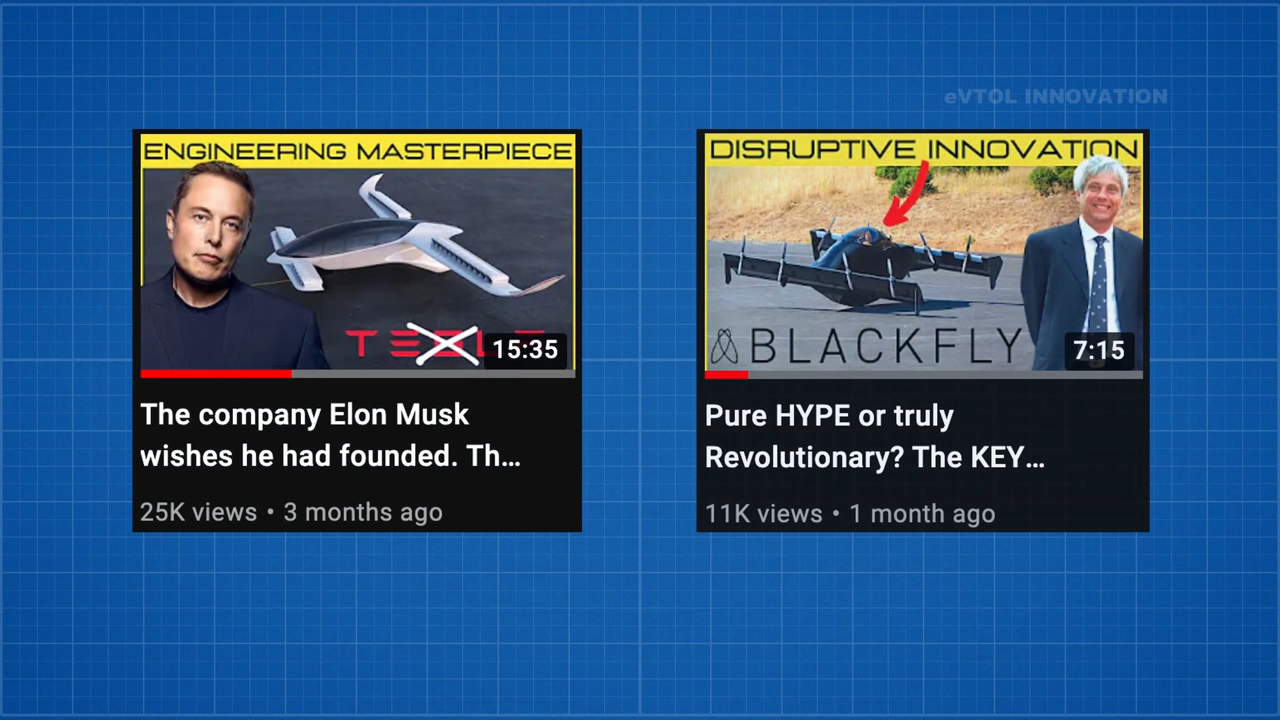 eVTOL INNOVATION
ENGINEERING MASTERPIECE
TESLA
15:35
The company Elon Musk
wishes he had founded. Th...
25K views • 3 months ago
DISRUPTIVE INNOVATION
BLACKFLY
7:15
Pure HYPE or truly
Revolutionary? The KEY...
11K views • 1 month ago